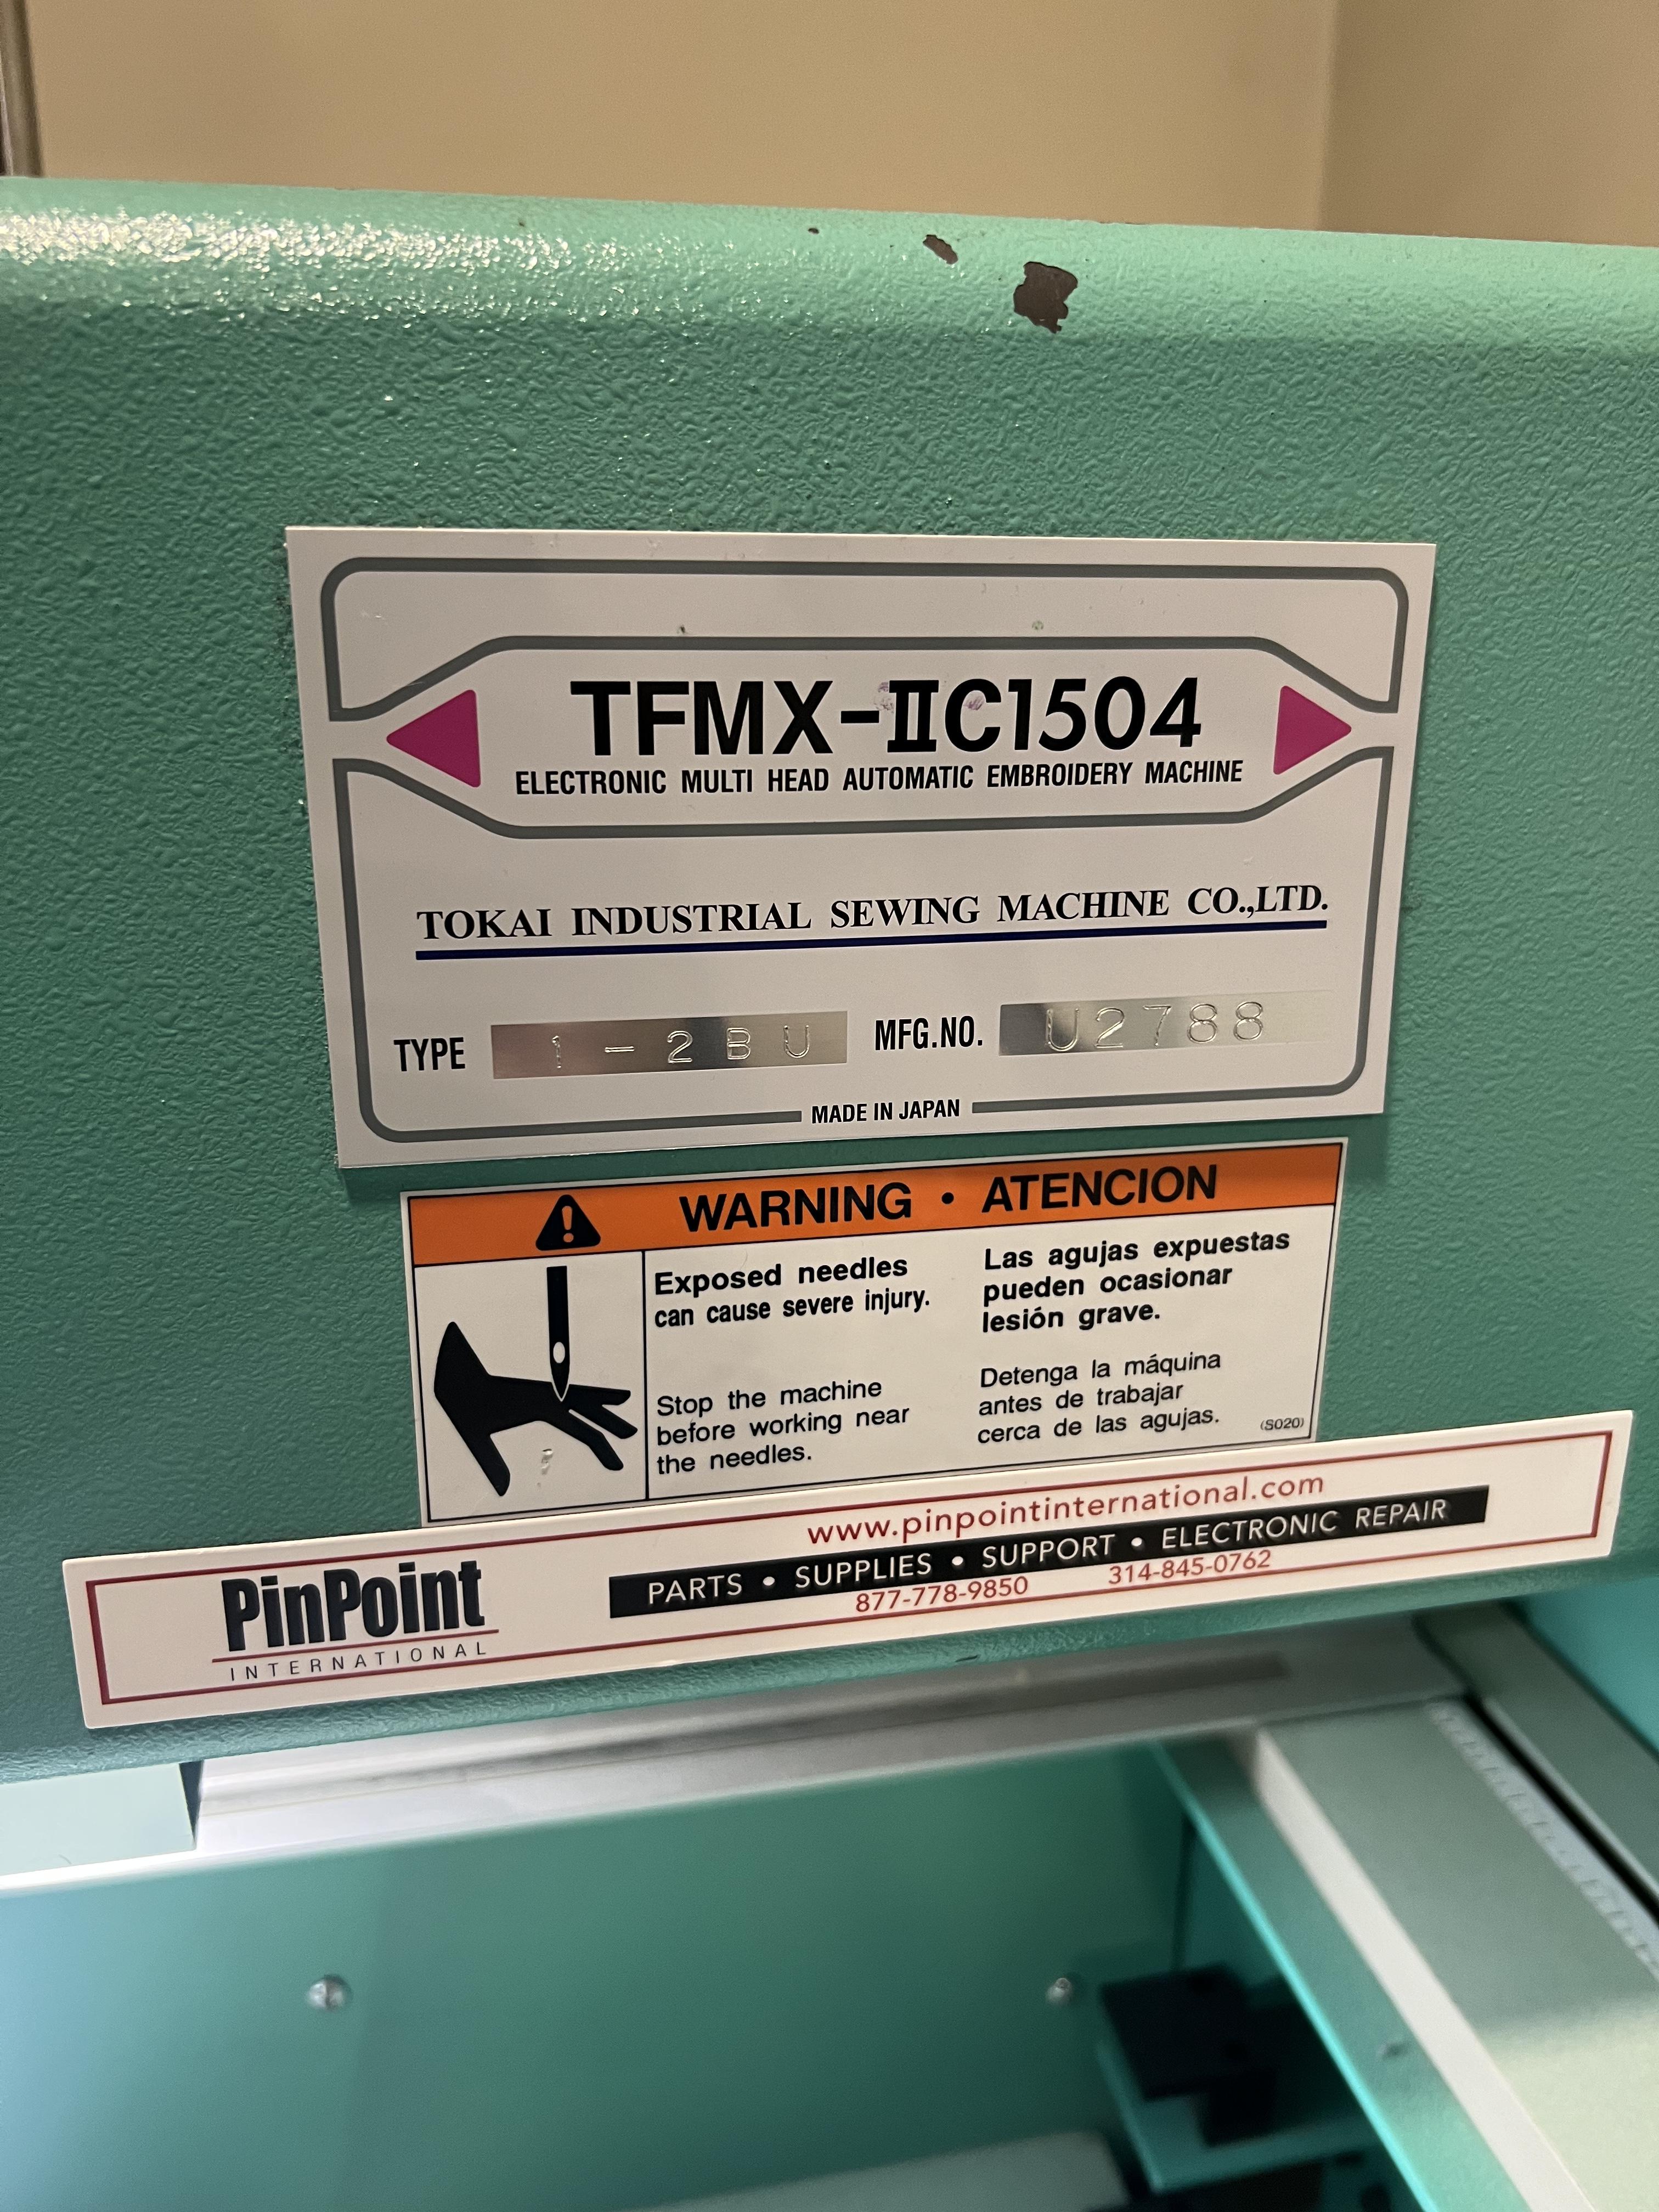 TFMX-IIC1504
ELECTRONIC MULTI HEAD AUTOMATIC EMBROIDERY MACHINE
TOKAI INDUSTRIAL SEWING MACHINE CO.,LTD.
TYPE 1-2BU MFG.NO. U2788
MADE IN JAPAN
WARNING • ATENCION
Exposed needles
can cause severe injury.
Stop the machine
before working near
the needles.
Las agujas expuestas
pueden ocasionar
lesión grave.
Detenga la máquina
antes de trabajar
cerca de las agujas.
(S020)
PinPoint
INTERNATIONAL
www.pinpointinternational.com
PARTS • SUPPLIES • SUPPORT • ELECTRONIC REPAIR
877-778-9850 314-845-0762